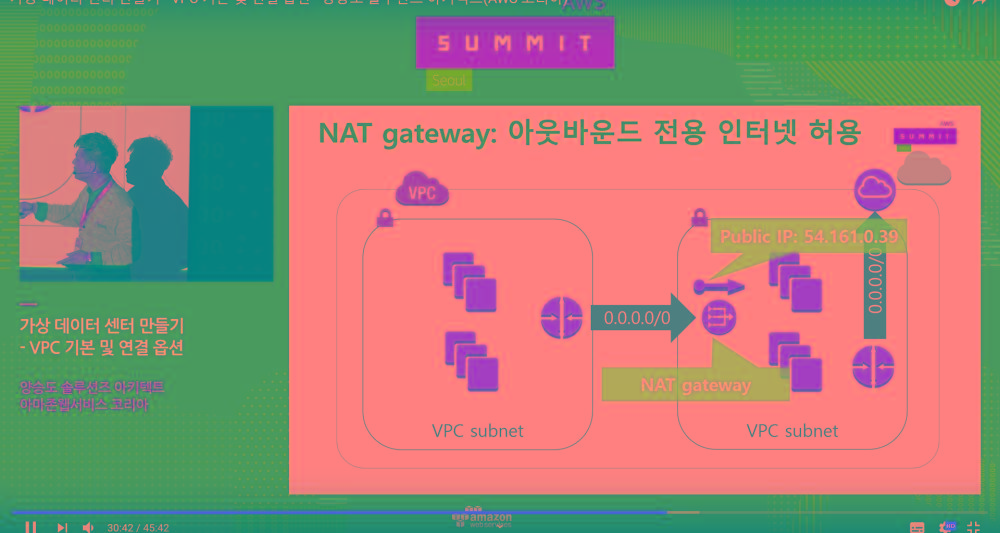 SUMMIT
Seoul
NAT gateway: 아웃바운드 전용 인터넷 허용
SUMMIT
VPC
Public IP: 54.161.0.39
0.0.0.0/0
0.0.0.0/0
NAT gateway
VPC subnet
VPC subnet
가상 데이터 센터 만들기
- VPC 기본 및 연결 옵션
양승도 솔루션즈 아키텍트
아마존웹서비스 코리아
amazon
web services
30:42 / 45:42